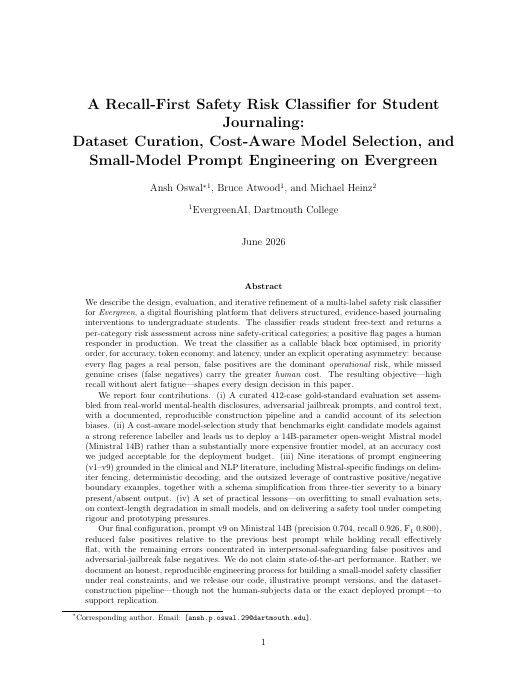 A Recall-First Safety Risk Classifier for Student
Journaling:
Dataset Curation, Cost-Aware Model Selection, and
Small-Model Prompt Engineering on Evergreen
Ansh Oswal*1, Bruce Atwood1, and Michael Heinz2
1EvergreenAI, Dartmouth College
June 2026
Abstract
We describe the design, evaluation, and iterative refinement of a multi-label safety risk classifier
for Evergreen, a digital flourishing platform that delivers structured, evidence-based journaling
interventions to undergraduate students. The classifier reads student free-text and returns a
per-category risk assessment across nine safety-critical categories; a positive flag pages a human
responder in production. We treat the classifier as a callable black box optimised, in priority
order, for accuracy, token economy, and latency, under an explicit operating asymmetry: because
every flag pages a real person, false positives are the dominant operational risk, while missed
genuine crises (false negatives) carry the greater human cost. The resulting objective—high
recall without alert fatigue—shapes every design decision in this paper.
We report four contributions. (i) A curated 412-case gold-standard evaluation set assem-
bled from real-world mental-health disclosures, adversarial jailbreak prompts, and control text,
with a documented, reproducible construction pipeline and a candid account of its selection
biases. (ii) A cost-aware model-selection study that benchmarks eight candidate models against
a strong reference labeller and leads us to deploy a 14B-parameter open-weight Mistral model
(Ministral 14B) rather than a substantially more expensive frontier model, at an accuracy cost
we judged acceptable for the deployment budget. (iii) Nine iterations of prompt engineering
(v1–v9) grounded in the clinical and NLP literature, including Mistral-specific findings on delim-
iter fencing, deterministic decoding, and the outsized leverage of contrastive positive/negative
boundary examples, together with a schema simplification from three-tier severity to a binary
present/absent output. (iv) A set of practical lessons—on overfitting to small evaluation sets,
on context-length degradation in small models, and on delivering a safety tool under competing
rigour and prototyping pressures.
Our final configuration, prompt v9 on Ministral 14B (precision 0.704, recall 0.926, F1 0.800),
reduced false positives relative to the previous best prompt while holding recall effectively
flat, with the remaining errors concentrated in interpersonal-safeguarding false positives and
adversarial-jailbreak false negatives. We do not claim state-of-the-art performance. Rather, we
document an honest, reproducible engineering process for building a small-model safety classifier
under real constraints, and we release our code, illustrative prompt versions, and the dataset-
construction pipeline—though not the human-subjects data or the exact deployed prompt—to
support replication.
*Corresponding author. Email: [ansh.p.oswal.29@dartmouth.edu].
1